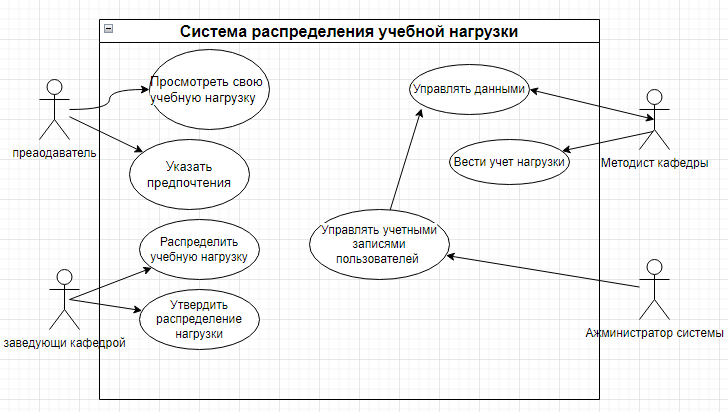 Система распределения учебной нагрузки
Просмотреть свою
учебную нагрузку
Управлять данными
преаодаватель
Указать
предпочтения
Вести учет нагрузки
Методист кафедры
Распределить
учебную нагрузку
Управлять учетными
записями
пользователей
Утвердить
распределение
нагрузки
заведующи кафедрой
Ажминистратор системы